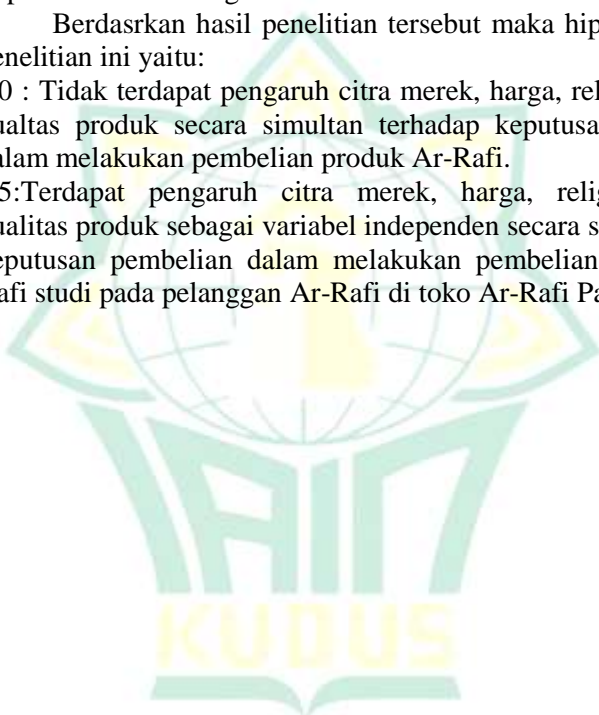 Berdasrkan hasil penelitian tersebut maka hip
enelitian ini yaitu:
0 : Tidak terdapat pengaruh citra merek, harga, rel
ualtas produk secara simultan terhadap keputusa
alam melakukan pembelian produk Ar-Rafi.
5:Terdapat pengaruh citra merek, harga, relig
ualitas produk sebagai variabel independen secara s
eputusan pembelian dalam melakukan pembelian
afi studi pada pelanggan Ar-Rafi di toko Ar-Rafi Pa
IAIN
KUDUS